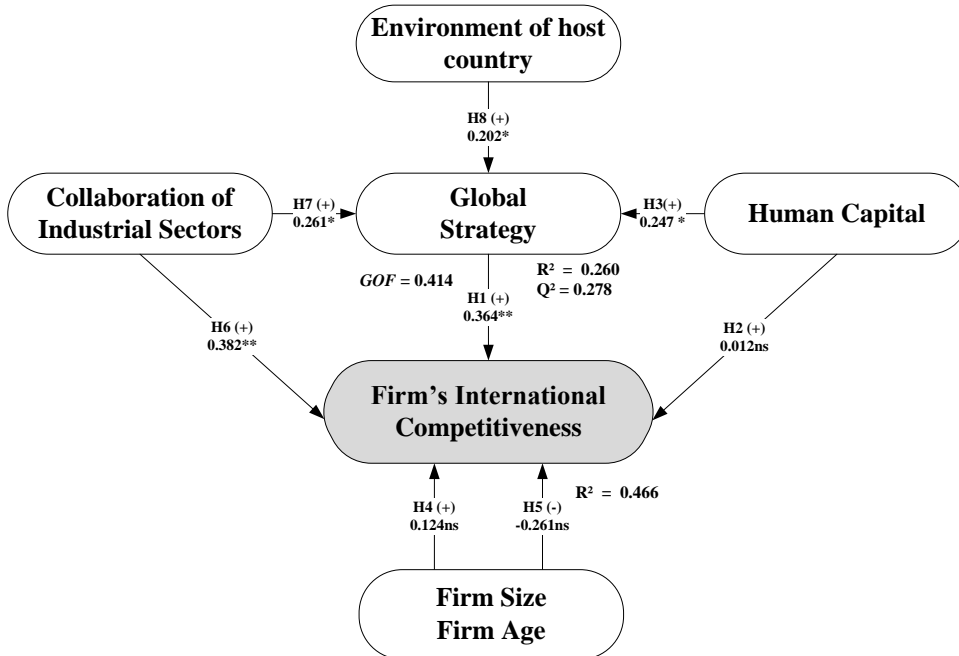 Environment of host
country
H8 (+)
0.202*
Collaboration of
Industrial Sectors
H7 (+)
0.261*
Global
Strategy
H3(+)
0.247 *
Human Capital
GOF = 0.414
R² = 0.260
Q² = 0.278
H1 (+)
0.364**
H6 (+)
0.382**
H2 (+)
0.012ns
Firm's International
Competitiveness
R² = 0.466
H4 (+)
0.124ns
H5 (-)
-0.261ns
Firm Size
Firm Age